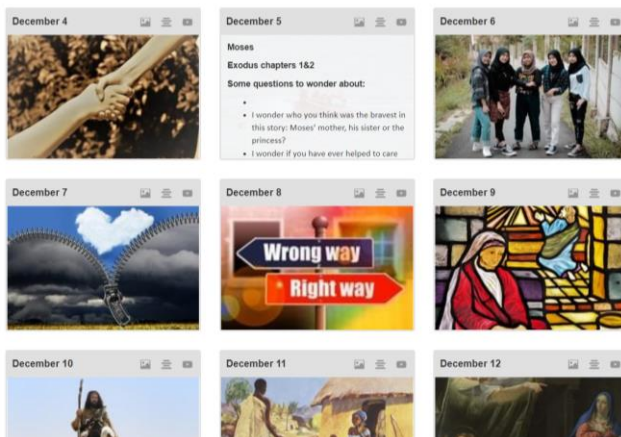 December 4
December 5
December 6
Moses
Exodus chapters 1&2
Some questions to wonder about:
I wonder who you think was the bravest in
this story: Moses' mother, his sister or the
princess?
I wonder if you have ever helped to care
December 7
December 8
December 9
Wrong way
Right way
December 10
December 11
December 12